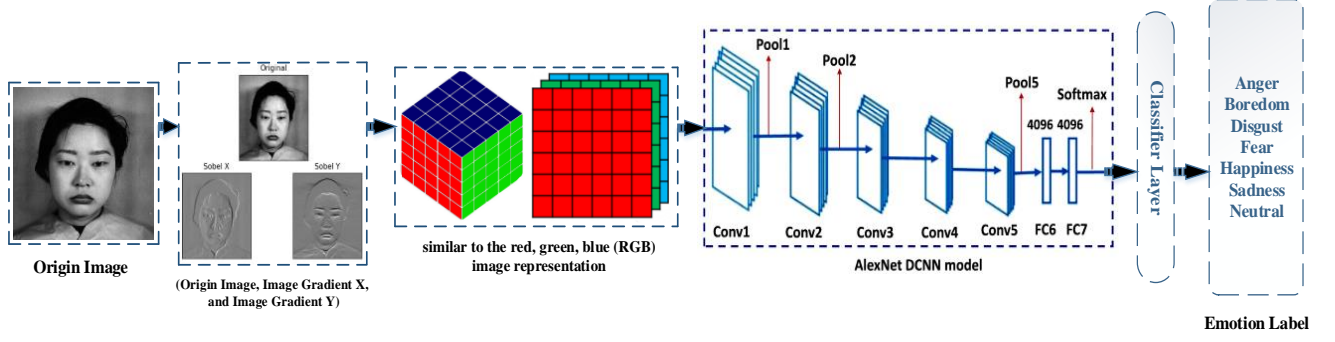 Origin Image
Original
Sobel X
Sobel Y
(Origin Image, Image Gradient X,
and Image Gradient Y)
similar to the red, green, blue (RGB)
image representation
Pool1
Pool2
Pool5
Softmax
4096 4096
Conv1
Conv2
Conv3
Conv4
Conv5
FC6
FC7
AlexNet DCNN model
Classifier Layer
Anger
Boredom
Disgust
Fear
Happiness
Sadness
Neutral
Emotion Label